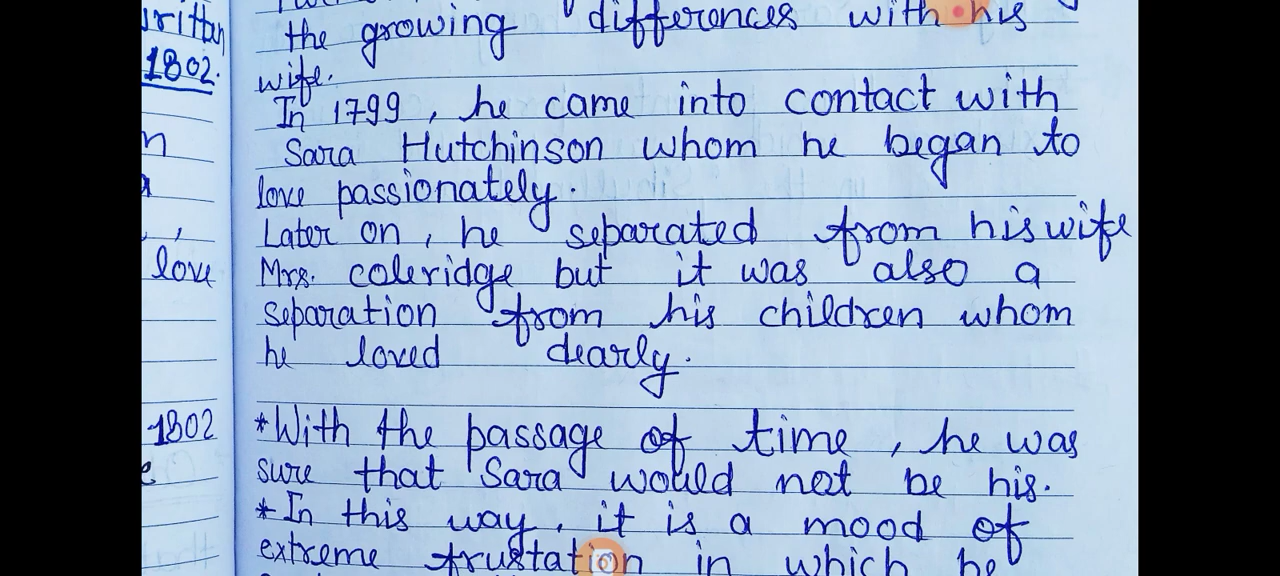 the growing differences with his
wife.
In 1799, he came into contact with
Sara Hutchinson whom he began to
love passionately.
Later on, he separated from his wife
Mrs. coleridge but it was also a
separation from his children whom
he loved dearly.
*With the passage of time, he was
sure that Sara would not be his.
*In this way, it is a mood of
extreme frustation in which he
1802.
love
1802